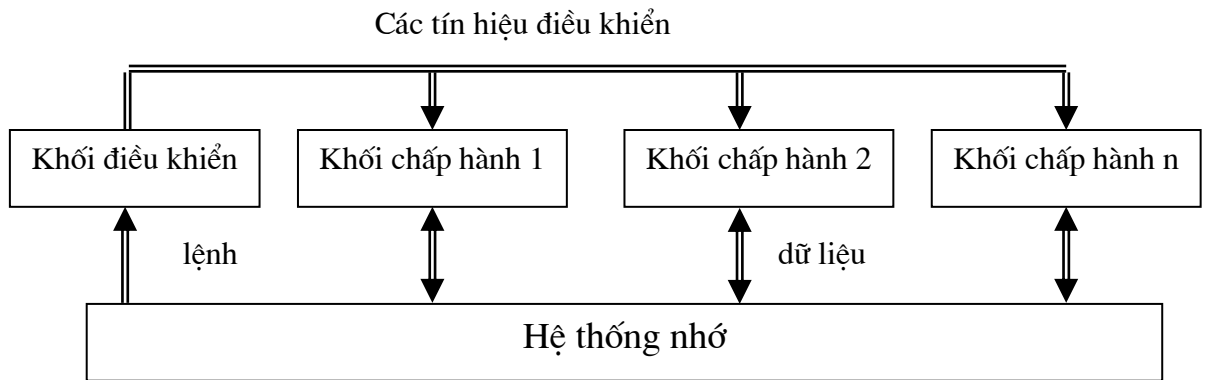 Các tín hiệu điều khiển
Khối điều khiển
Khối chấp hành 1
Khối chấp hành 2
Khối chấp hành n
lệnh
dữ liệu
Hệ thống nhớ